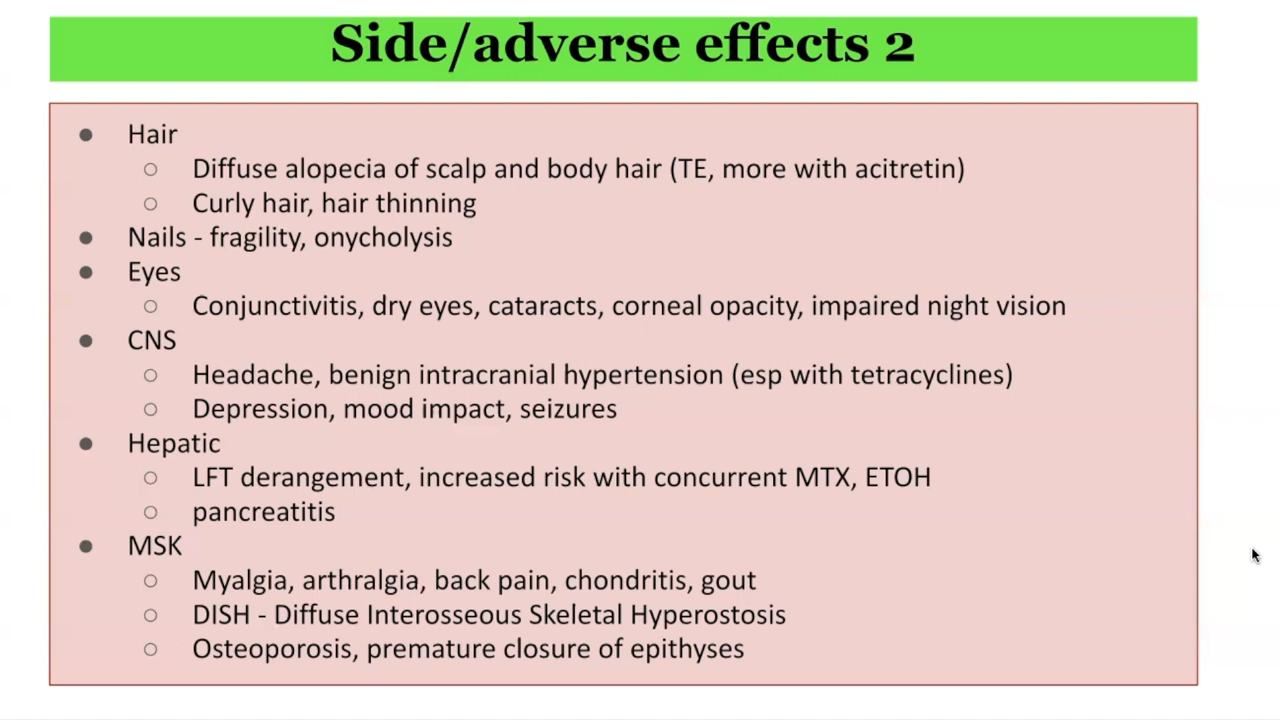 Side/adverse effects 2
● Hair
○ Diffuse alopecia of scalp and body hair (TE, more with acitretin)
○ Curly hair, hair thinning
● Nails - fragility, onycholysis
● Eyes
○ Conjunctivitis, dry eyes, cataracts, corneal opacity, impaired night vision
● CNS
○ Headache, benign intracranial hypertension (esp with tetracyclines)
○ Depression, mood impact, seizures
● Hepatic
○ LFT derangement, increased risk with concurrent MTX, ETOH
○ pancreatitis
● MSK
○ Myalgia, arthralgia, back pain, chondritis, gout
○ DISH - Diffuse Interosseous Skeletal Hyperostosis
○ Osteoporosis, premature closure of epithyses